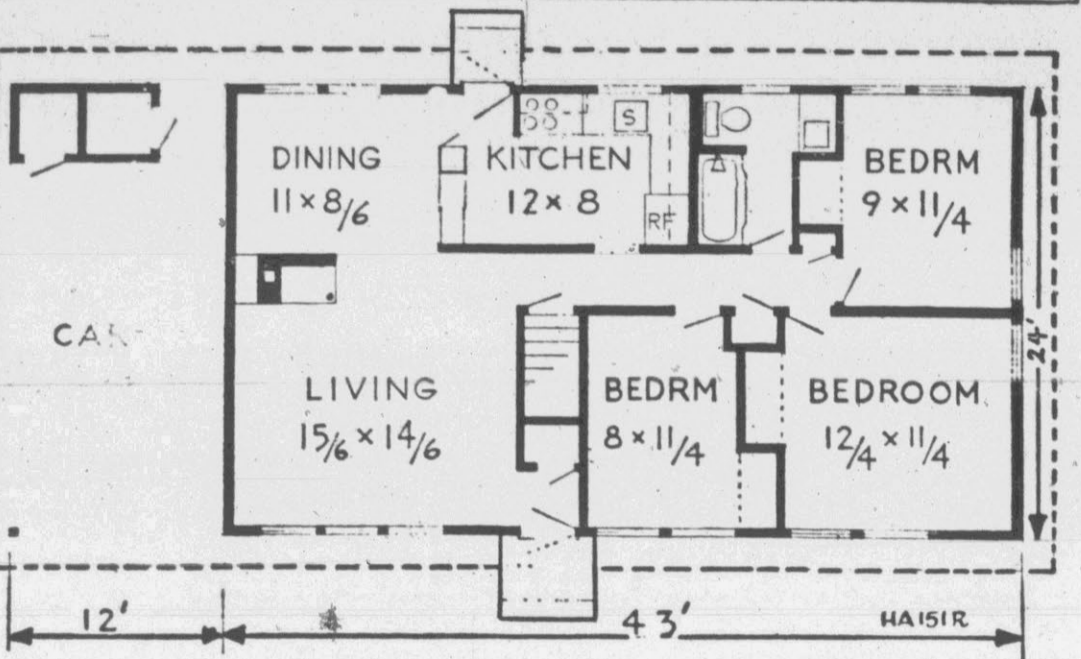 DINING
11 × 8/6
KITCHEN
12 × 8
S
RF
BEDRM
9 × 11/4
LIVING
15/6 × 14/6
BEDRM
8 × 11/4
BEDROOM
12/4 × 11/4
24'
12'
43'
HA151R